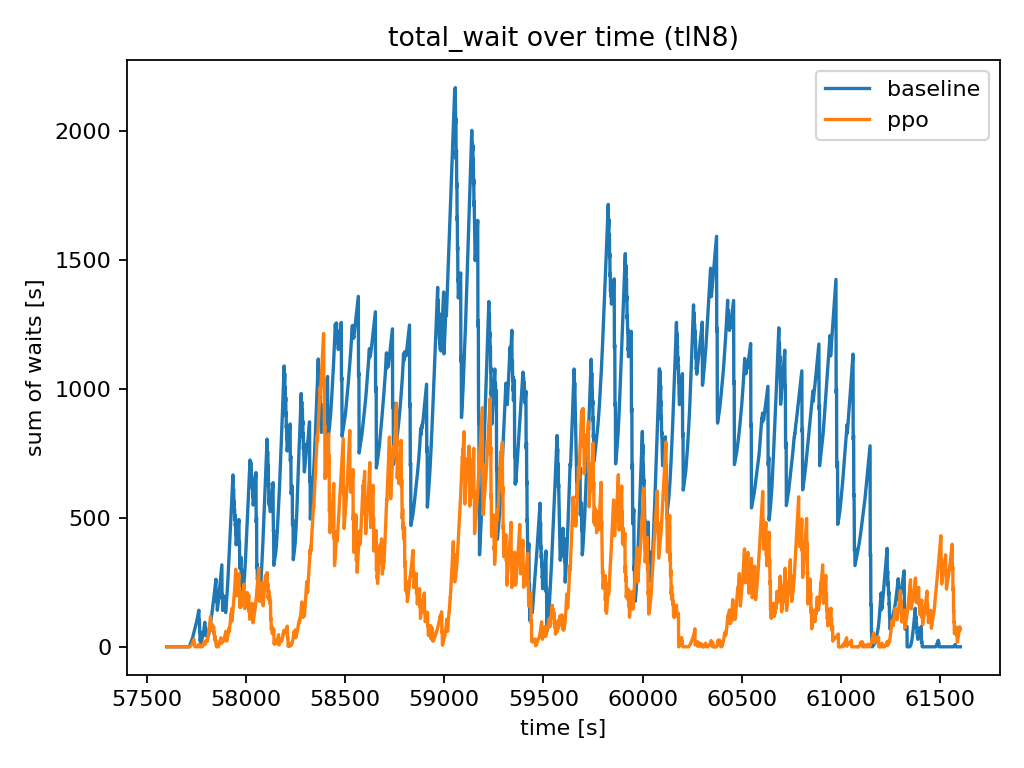 total_wait over time (tlN8)
baseline
ppo
2000
1500
1000
500
0
sum of waits [s]
57500 58000 58500 59000 59500 60000 60500 61000 61500
time [s]